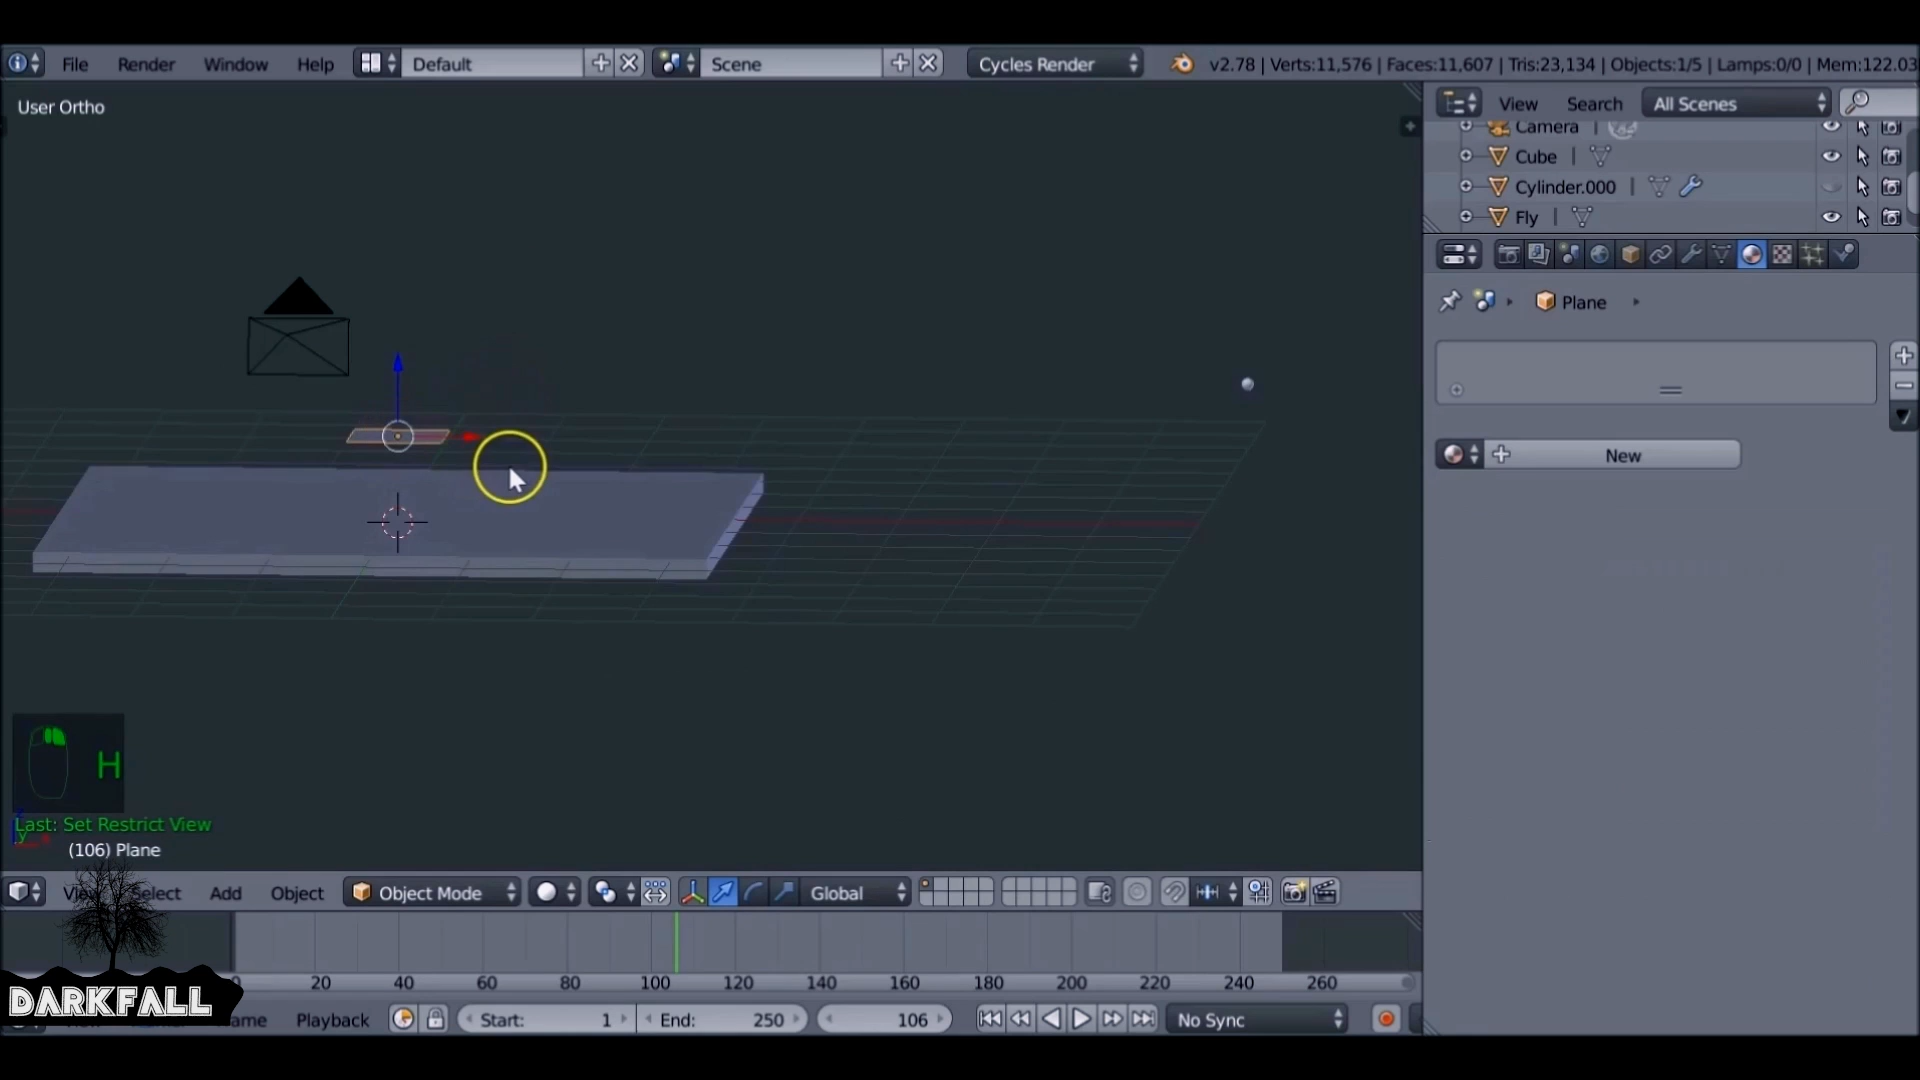 File Render Window Help Default Scene Cycles Render v2.78 | Verts:11,576 | Faces:11,607 | Tris:23,134 | Objects:1/5 | Lamps:0/0 | Mem:122.03
User Ortho
View Search All Scenes
Camera
Cube
Cylinder.000
Fly
Plane
New
H
Last: Set Restrict View
(106) Plane
Add Object Object Mode Global
20 40 60 80 100 120 140 160 180 200 220 240 260
DARKFALL
Playback Start: 1 End: 250 106 No Sync